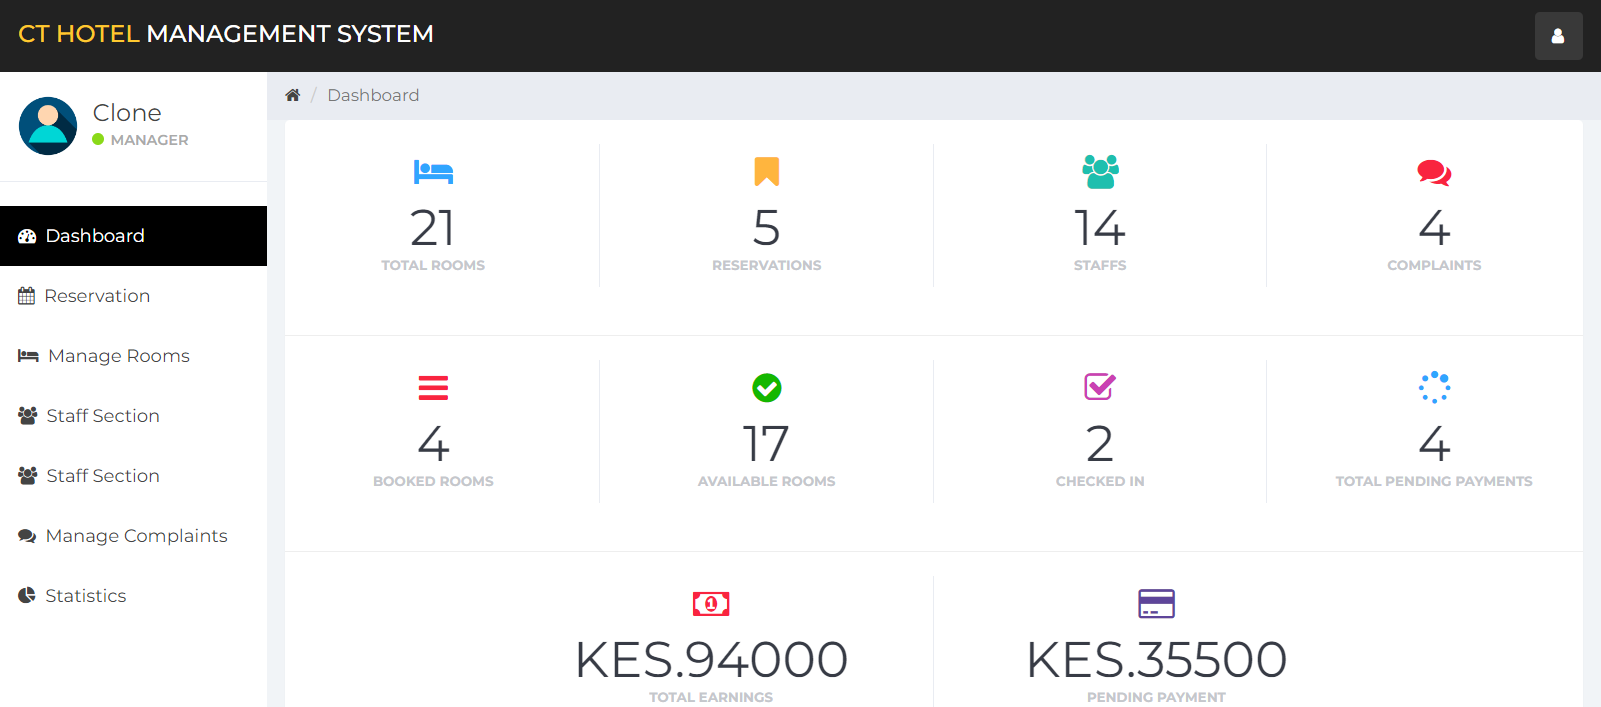 CT HOTEL MANAGEMENT SYSTEM
Clone
MANAGER
Dashboard
Reservation
Manage Rooms
Staff Section
Staff Section
Manage Complaints
Statistics
/ Dashboard
21
TOTAL ROOMS
5
RESERVATIONS
14
STAFFS
4
COMPLAINTS
4
BOOKED ROOMS
17
AVAILABLE ROOMS
2
CHECKED IN
4
TOTAL PENDING PAYMENTS
KES.94000
TOTAL EARNINGS
KES.35500
PENDING PAYMENT